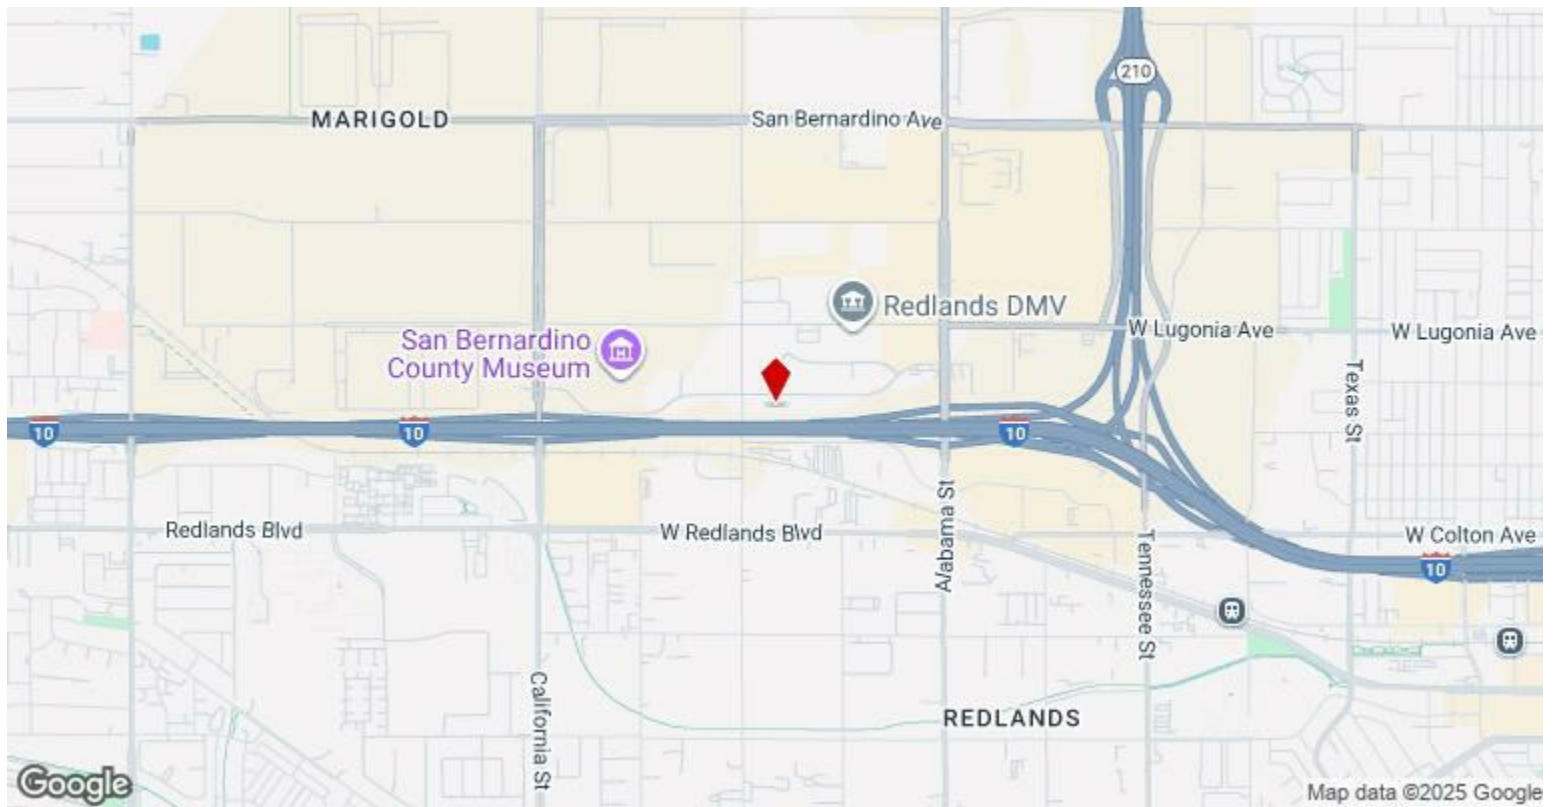 210
MARIGOLD
San Bernardino Ave
Redlands DMV
W Lugonia Ave
W Lugonia Ave
San Bernardino
County Museum
Texas St
10
10
10
Alabama St
Redlands Blvd
W Redlands Blvd
W Colton Ave
Tennessee St
10
California St
REDLANDS
Google
Map data ©2025 Google